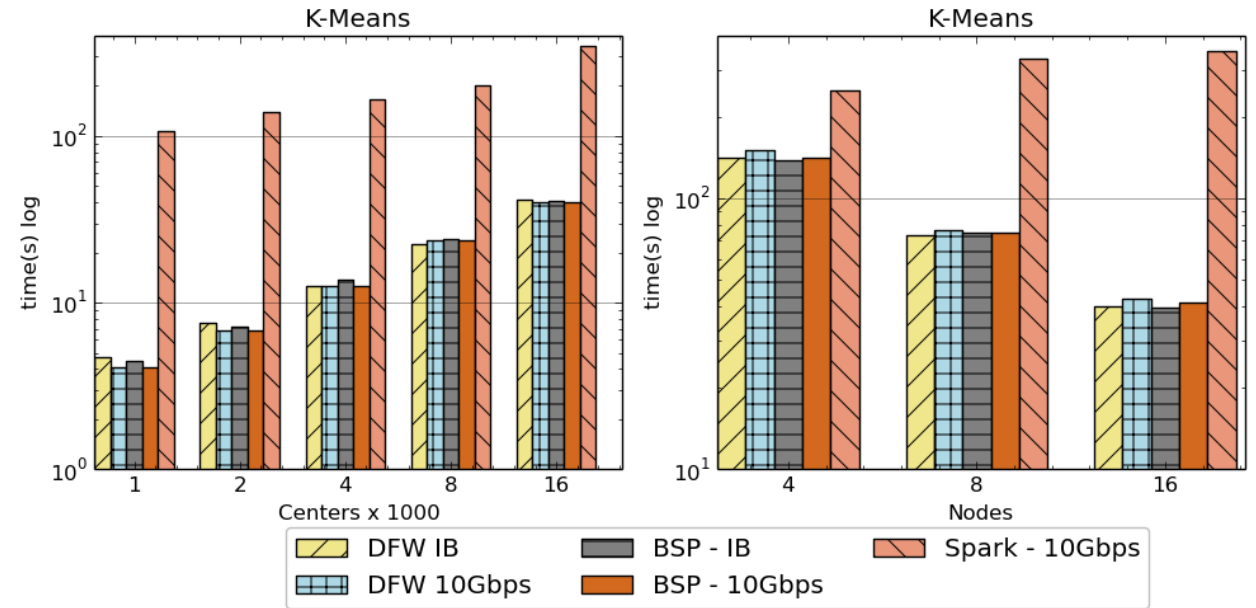 K-Means
time(s) log
10²
10¹
10⁰
1 2 4 8 16
Centers x 1000
K-Means
time(s) log
10²
10¹
4 8 16
Nodes
DFW IB
DFW 10Gbps
BSP - IB
BSP - 10Gbps
Spark - 10Gbps